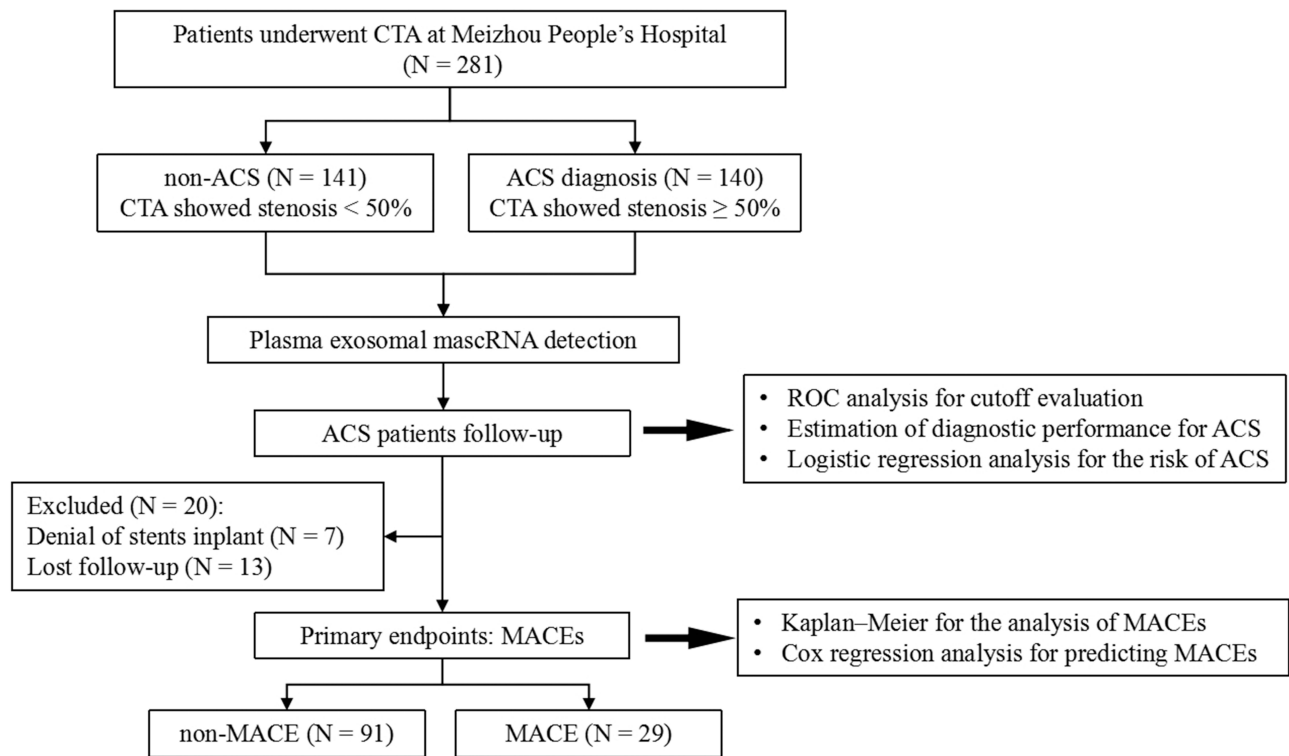 Patients underwent CTA at Meizhou People’s Hospital
(N = 281)
non-ACS (N = 141)
CTA showed stenosis < 50%
ACS diagnosis (N = 140)
CTA showed stenosis ≥ 50%
Plasma exosomal mascRNA detection
ACS patients follow-up
• ROC analysis for cutoff evaluation
• Estimation of diagnostic performance for ACS
• Logistic regression analysis for the risk of ACS
Excluded (N = 20):
Denial of stents inplant (N = 7)
Lost follow-up (N = 13)
Primary endpoints: MACEs
• Kaplan–Meier for the analysis of MACEs
• Cox regression analysis for predicting MACEs
non-MACE (N = 91)
MACE (N = 29)